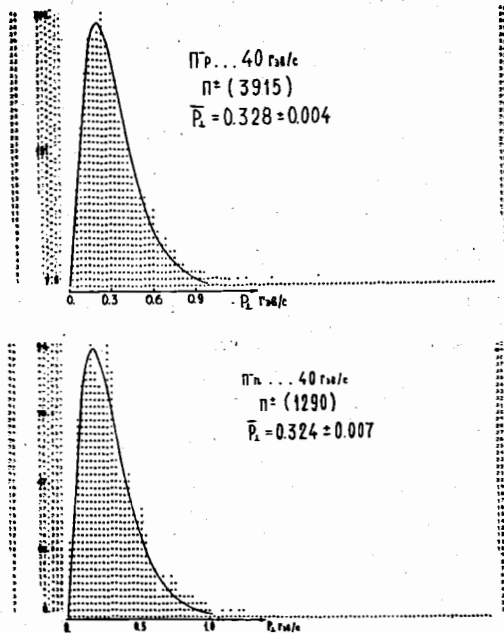 π⁻p... 40 Гэв/с
π± (3915)
P̅⊥ = 0.328 ± 0.004
0. 0.3 0.6 0.9
P⊥ Гэв/с
π⁻n ... 40 Гэв/с
π± (1290)
P̅⊥ = 0.324 ± 0.007
0. 0.5 1.0
P⊥ Гэв/с